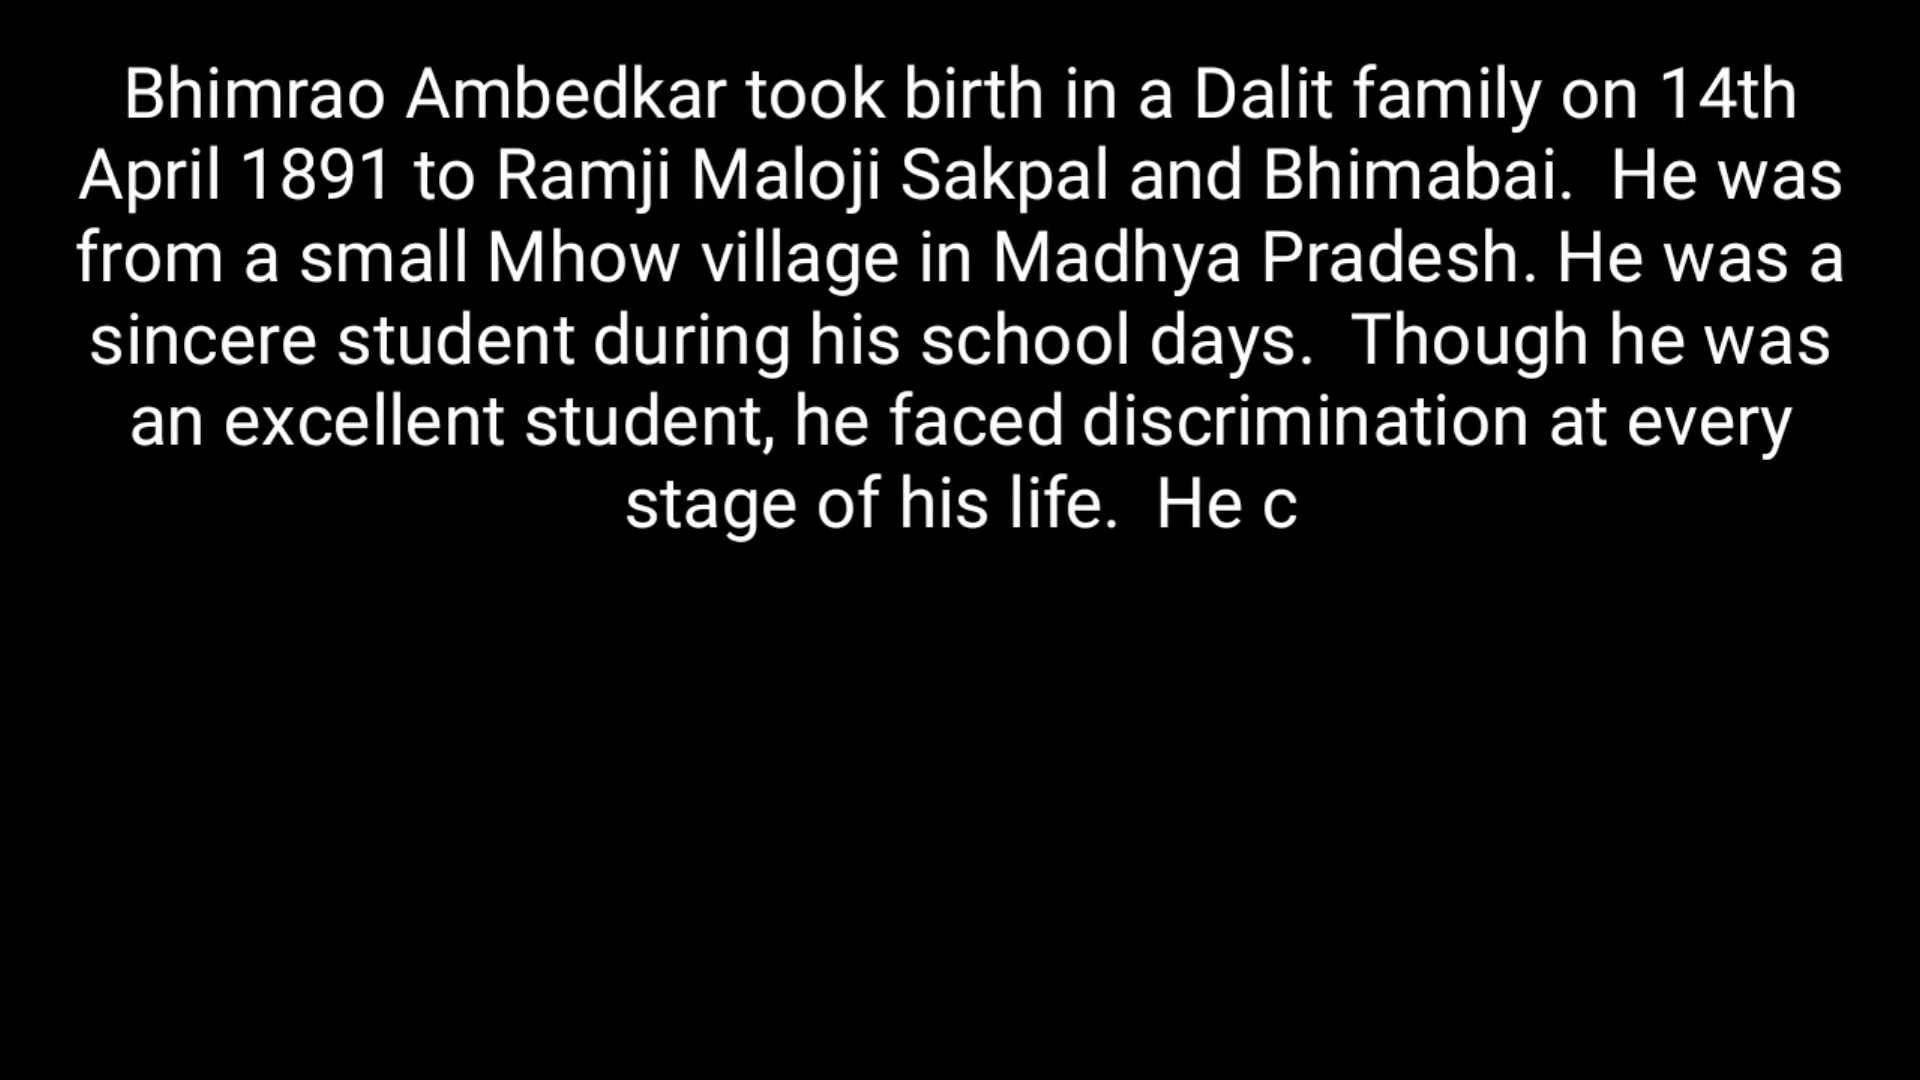 Bhimrao Ambedkar took birth in a Dalit family on 14th
April 1891 to Ramji Maloji Sakpal and Bhimabai.  He was
from a small Mhow village in Madhya Pradesh. He was a
sincere student during his school days.  Though he was
an excellent student, he faced discrimination at every
stage of his life.  He c